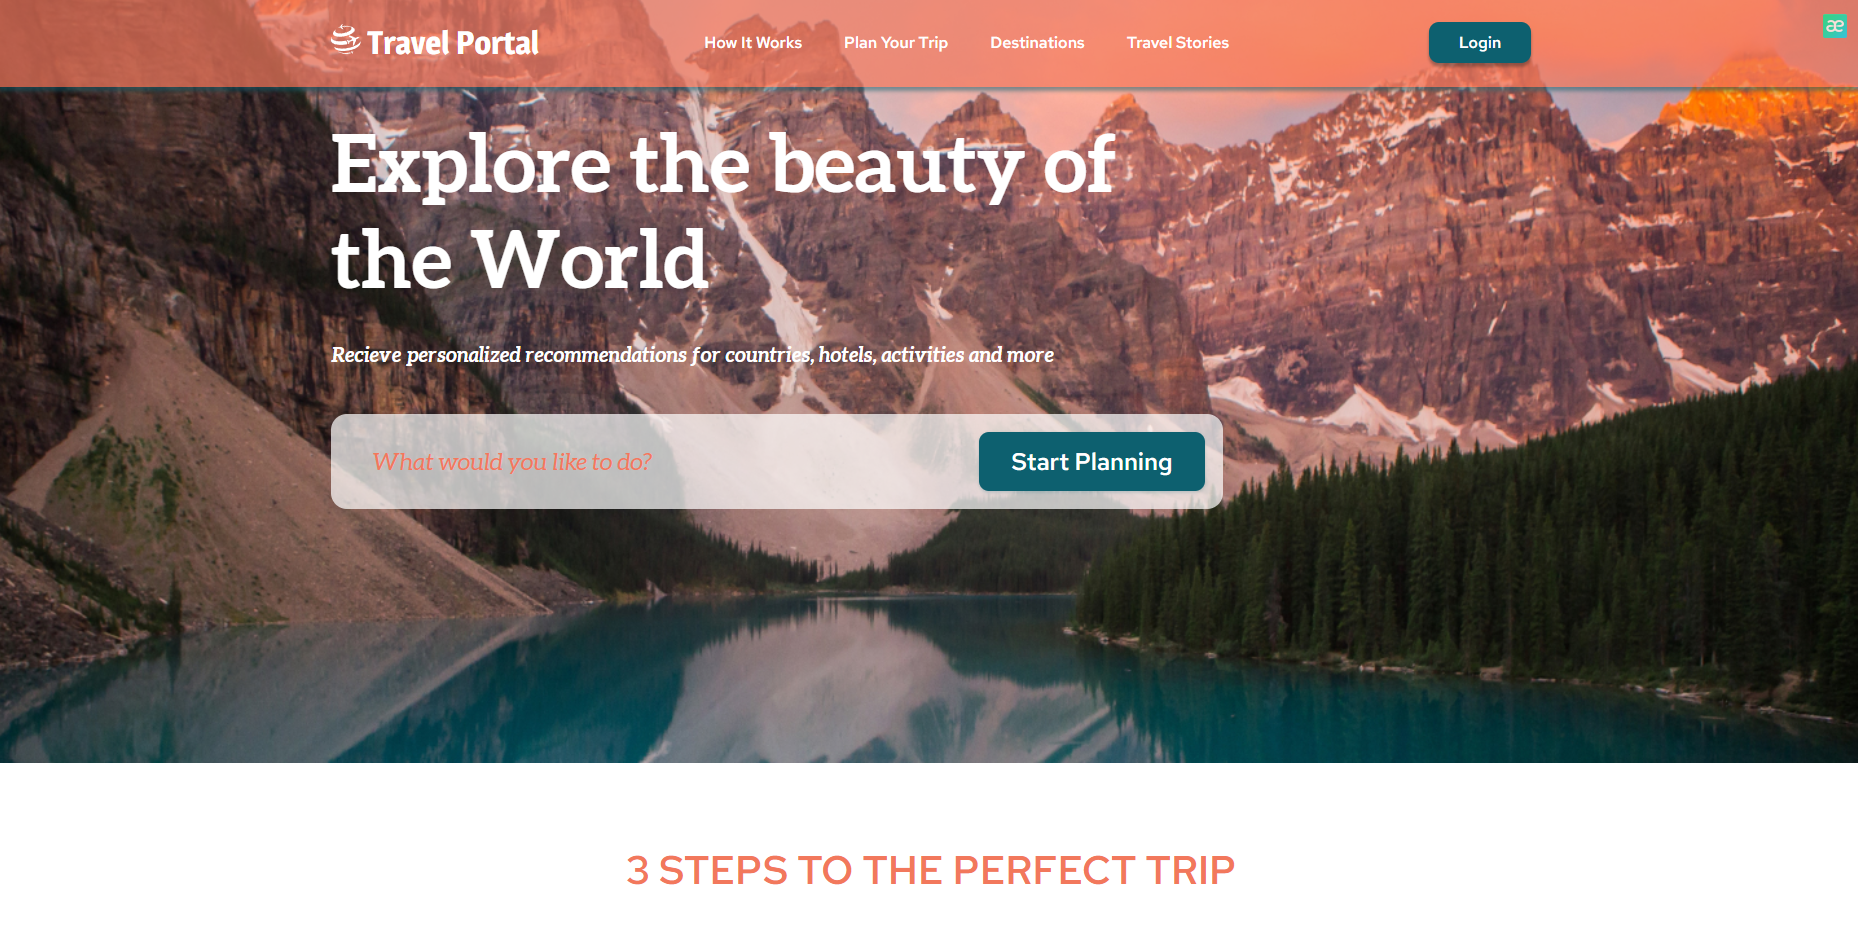 Travel Portal
How It Works
Plan Your Trip
Destinations
Travel Stories
Login
æ
Explore the beauty of
the World
Recieve personalized recommendations for countries, hotels, activities and more
What would you like to do?
Start Planning
3 STEPS TO THE PERFECT TRIP